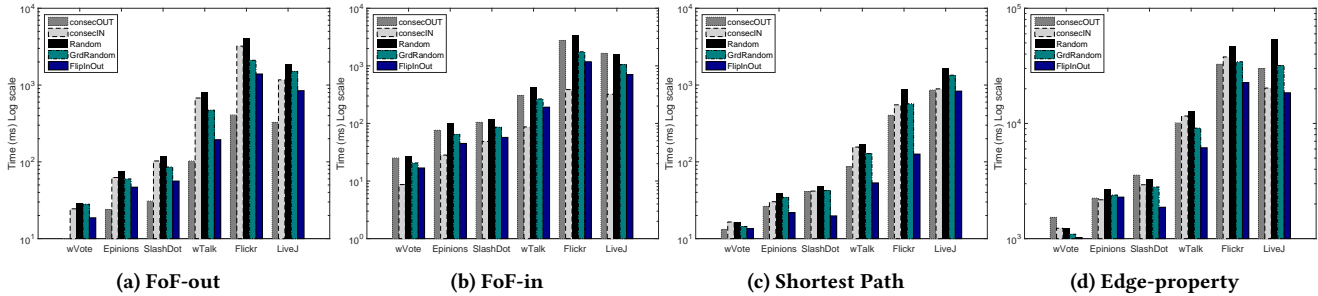 10⁴
10³
10²
10¹
Time (ms) Log scale
consecOUT
consecIN
Random
GrdRandom
FlipInOut
wVote Epinions SlashDot wTalk Flickr LiveJ
(a) FoF-out
10⁴
10³
10²
10¹
10⁰
Time (ms) Log scale
consecOUT
consecIN
Random
GrdRandom
FlipInOut
wVote Epinions SlashDot wTalk Flickr LiveJ
(b) FoF-in
10⁴
10³
10²
10¹
Time (ms) Log scale
consecOUT
consecIN
Random
GrdRandom
FlipInOut
wVote Epinions SlashDot wTalk Flickr LiveJ
(c) Shortest Path
10⁵
10⁴
10³
Time (ms) Log scale
consecOUT
consecIN
Random
GrdRandom
FlipInOut
wVote Epinions SlashDot wTalk Flickr LiveJ
(d) Edge-property